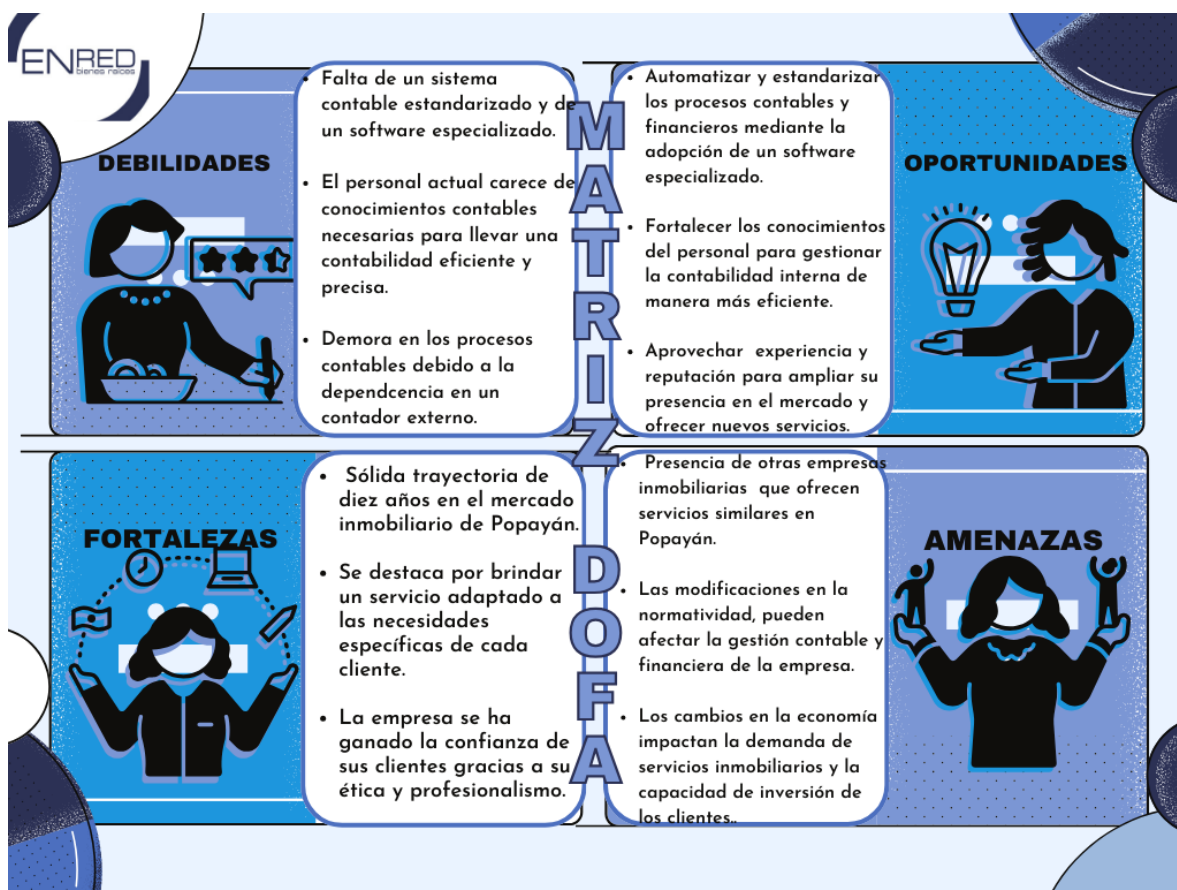 ENRED
bienes raíces
DEBILIDADES
• Falta de un sistema
contable estandarizado y de
un software especializado.
• El personal actual carece de
conocimientos contables
necesarias para llevar una
contabilidad eficiente y
precisa.
• Demora en los procesos
contables debido a la
dependcencia en un
contador externo.
MATRIZ DOFA
• Automatizar y estandarizar
los procesos contables y
financieros mediante la
adopción de un software
especializado.
• Fortalecer los conocimientos
del personal para gestionar
la contabilidad interna de
manera más eficiente.
• Aprovechar experiencia y
reputación para ampliar su
presencia en el mercado y
ofrecer nuevos servicios.
OPORTUNIDADES
FORTALEZAS
• Sólida trayectoria de
diez años en el mercado
inmobiliario de Popayán.
• Se destaca por brindar
un servicio adaptado a
las necesidades
específicas de cada
cliente.
• La empresa se ha
ganado la confianza de
sus clientes gracias a su
ética y profesionalismo.
• Presencia de otras empresas
inmobiliarias que ofrecen
servicios similares en
Popayán.
• Las modificaciones en la
normatividad, pueden
afectar la gestión contable y
financiera de la empresa.
• Los cambios en la economía
impactan la demanda de
servicios inmobiliarios y la
capacidad de inversión de
los clientes..
AMENAZAS